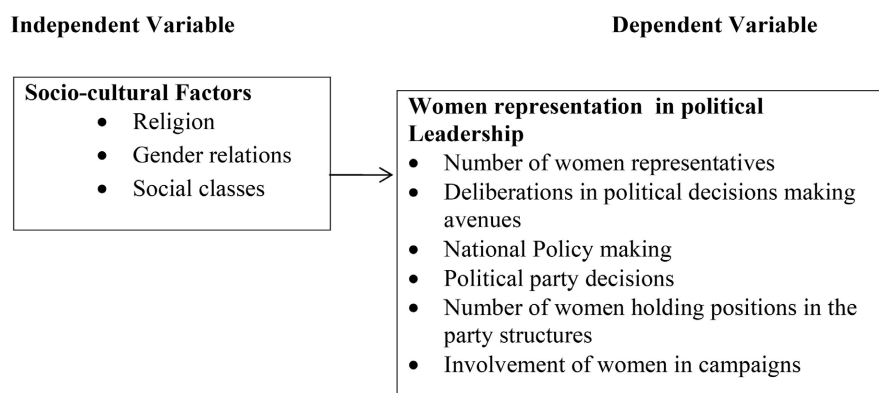 Independent Variable
Dependent Variable
Socio-cultural Factors
• Religion
• Gender relations
• Social classes
Women representation in political
Leadership
• Number of women representatives
• Deliberations in political decisions making
avenues
• National Policy making
• Political party decisions
• Number of women holding positions in the
party structures
• Involvement of women in campaigns